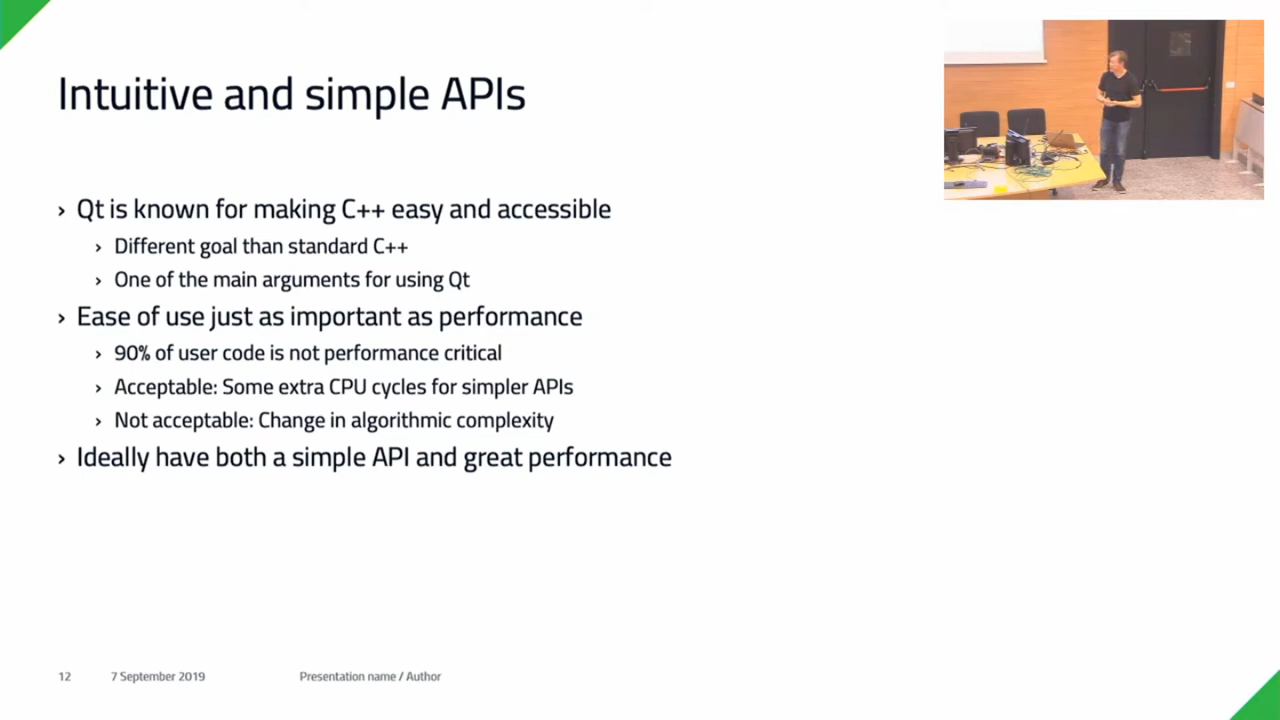 Intuitive and simple APIs
› Qt is known for making C++ easy and accessible
› Different goal than standard C++
› One of the main arguments for using Qt
› Ease of use just as important as performance
› 90% of user code is not performance critical
› Acceptable: Some extra CPU cycles for simpler APIs
› Not acceptable: Change in algorithmic complexity
› Ideally have both a simple API and great performance
12 7 September 2019 Presentation name / Author